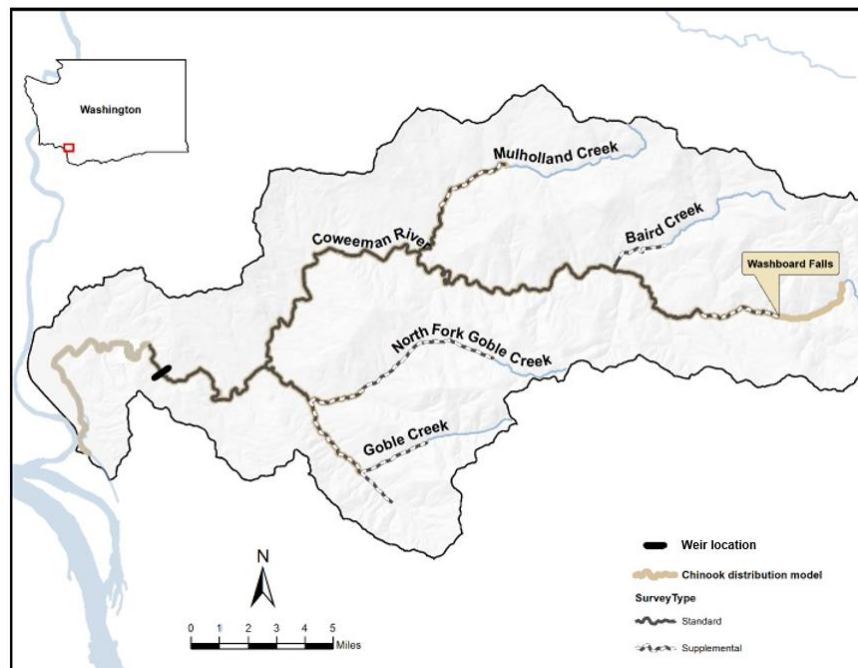 Washington
Mulholland Creek
Coweeman River
Baird Creek
Washboard Falls
North Fork Goble Creek
Goble Creek
N
0 1 2 3 4 5
Miles
Weir location
Chinook distribution model
SurveyType
Standard
Supplemental